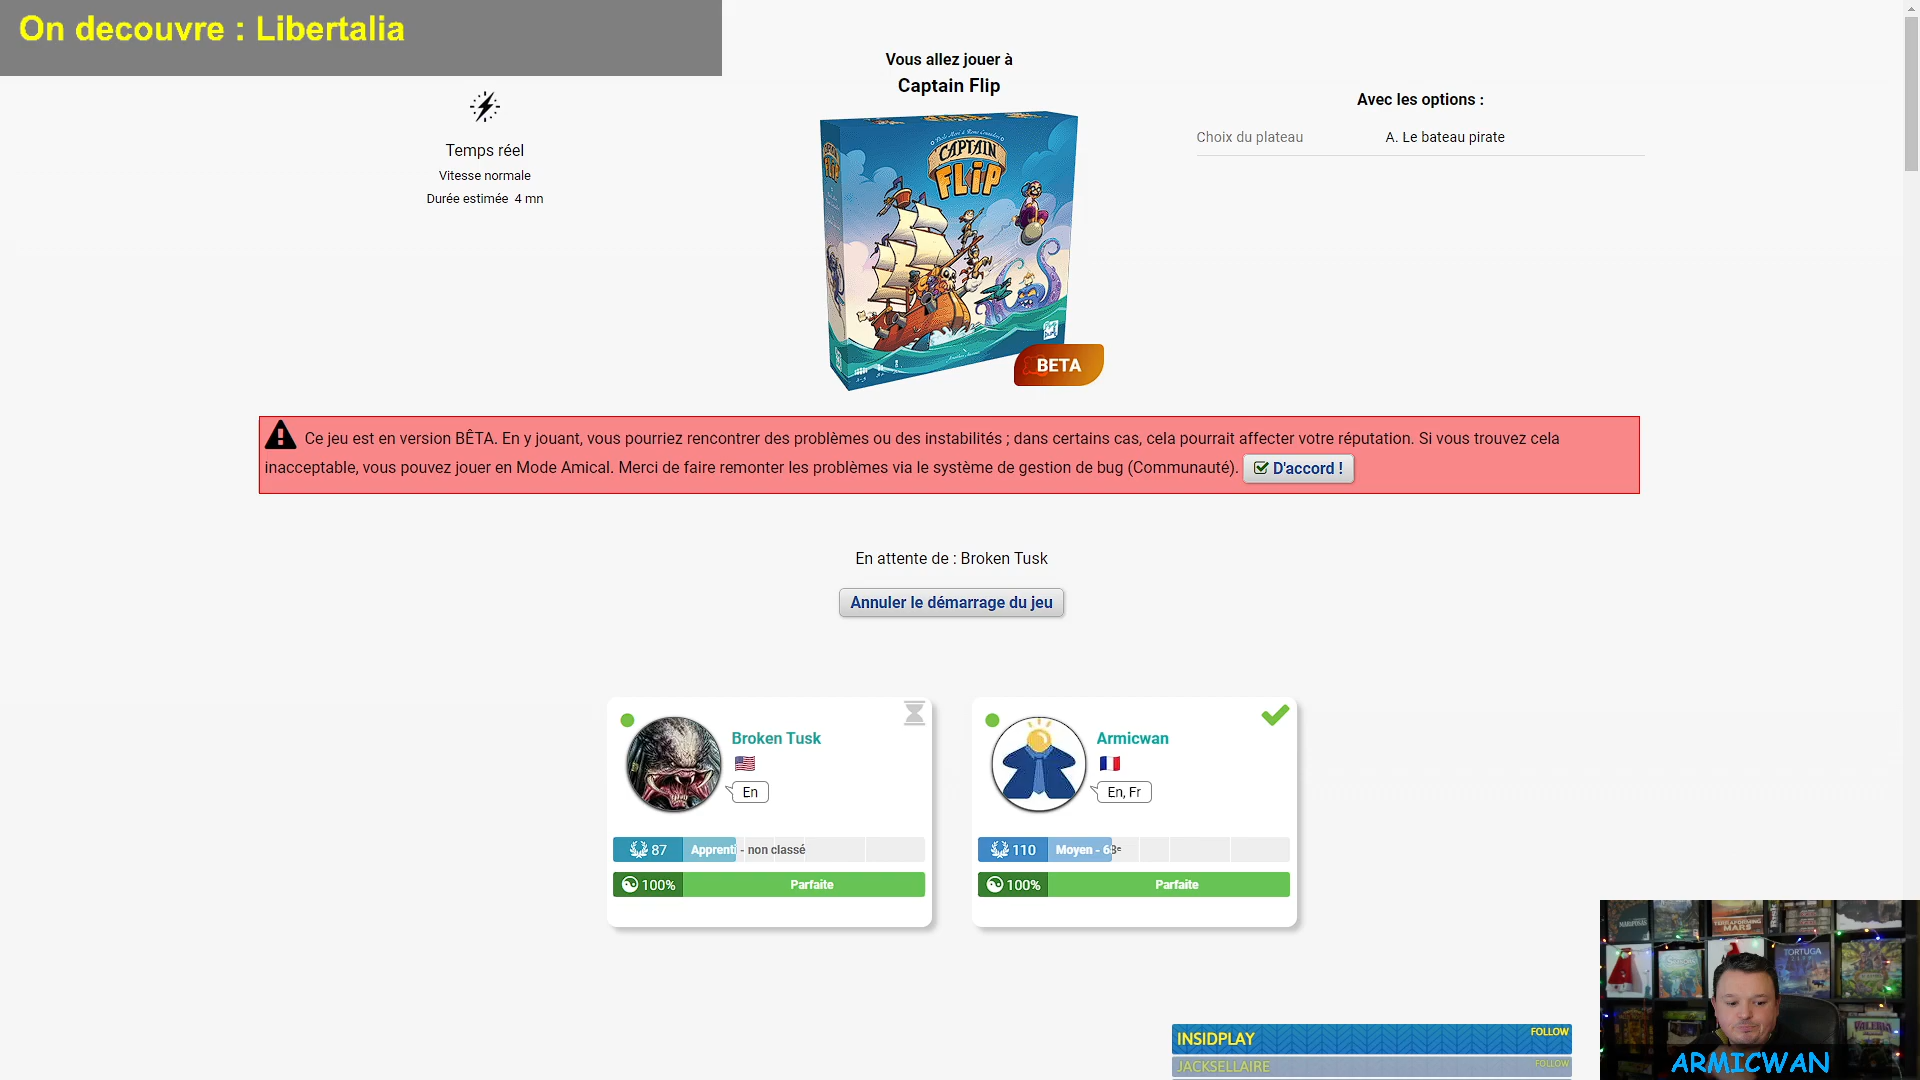 On decouvre : Libertalia
Vous allez jouer à
Captain Flip
Temps réel
Vitesse normale
Durée estimée 4 mn
Avec les options :
Choix du plateau
A. Le bateau pirate
CAPTAIN
FLIP
BETA
Ce jeu est en version BÊTA. En y jouant, vous pourriez rencontrer des problèmes ou des instabilités ; dans certains cas, cela pourrait affecter votre réputation. Si vous trouvez cela
inacceptable, vous pouvez jouer en Mode Amical. Merci de faire remonter les problèmes via le système de gestion de bug (Communauté). D'accord !
En attente de : Broken Tusk
Annuler le démarrage du jeu
Broken Tusk
En
87
Apprenti - non classé
100%
Parfaite
Armicwan
En, Fr
110
Moyen - 68e
100%
Parfaite
INSIDPLAY
FOLLOW
JACKSELLAIRE
FOLLOW
TERRAFORMING
MARS
TORTUGA
VALERIA
ARMICWAN